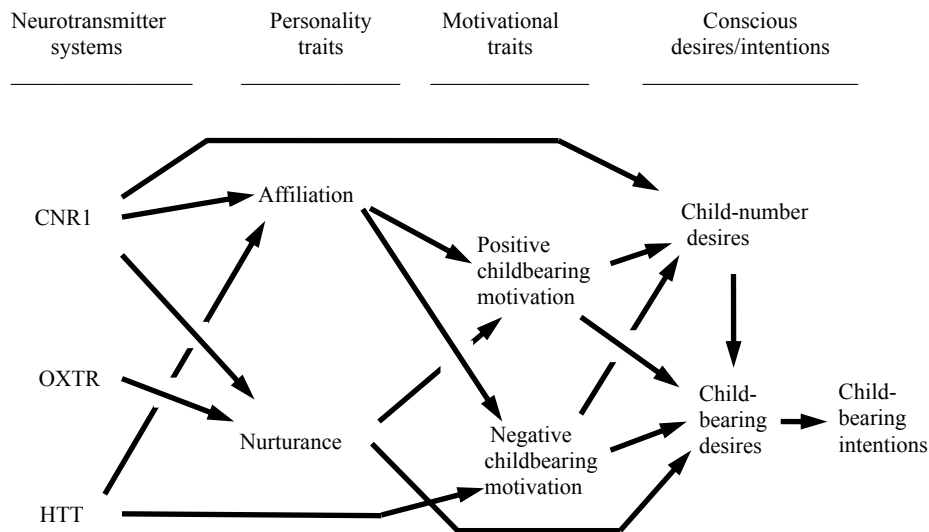 Neurotransmitter
systems
Personality
traits
Motivational
traits
Conscious
desires/intentions
CNR1
Affiliation
Child-number
desires
Positive
childbearing
motivation
OXTR
Nurturance
Negative
childbearing
motivation
Child-
bearing
desires
Child-
bearing
intentions
HTT